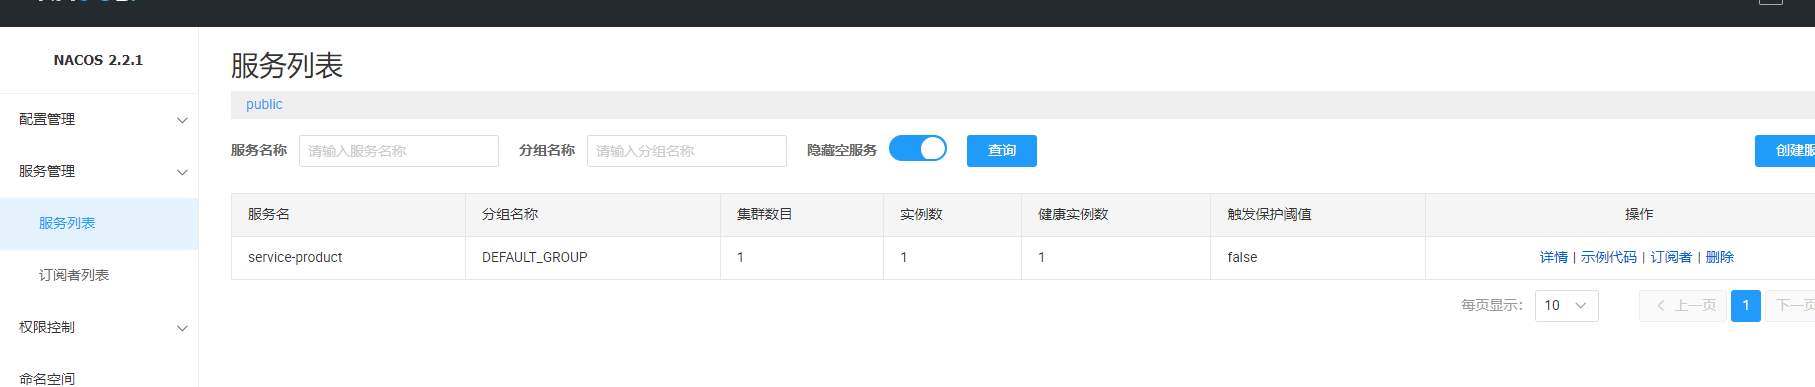 NACOS 2.2.1
配置管理
服务管理
服务列表
订阅者列表
权限控制
命名空间
服务列表
public
服务名称 请输入服务名称 分组名称 请输入分组名称 隐藏空服务 查询 创建服
服务名 分组名称 集群数目 实例数 健康实例数 触发保护阈值 操作
service-product DEFAULT_GROUP 1 1 1 false 详情 | 示例代码 | 订阅者 | 删除
每页显示： 10 上一页 1 下一页